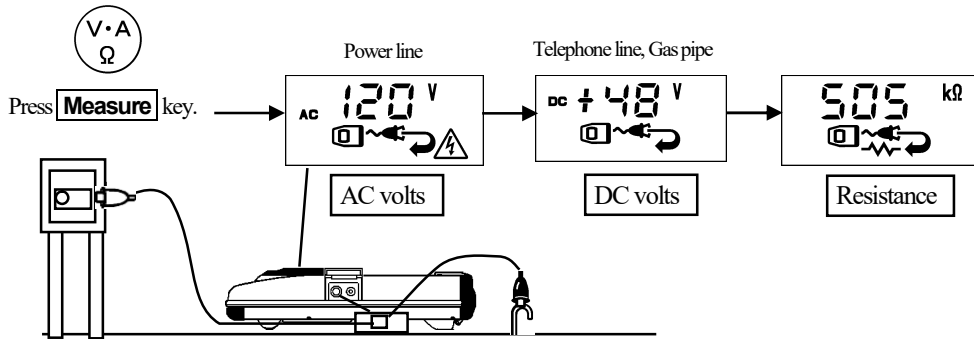 V·A
Ω
Press Measure key.
Power line
AC 120 V
AC volts
Telephone line, Gas pipe
DC +48 V
DC volts
505 kΩ
Resistance